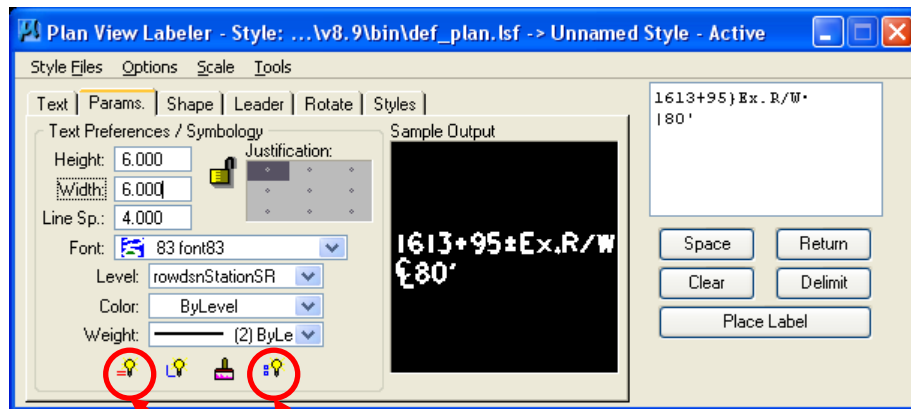 Plan View Labeler - Style: ...\v8.9\bin\def_plan.lsf -> Unnamed Style - Active
Style Files Options Scale Tools
Text Params. Shape Leader Rotate Styles
Text Preferences / Symbology
Height: 6.000
Justification:
Width: 6.000
Line Sp.: 4.000
Font: 83 font83
Level: rowdsnStationSR
Color: ByLevel
Weight: (2) ByLe
Sample Output
1613+95±Ex.R/W
℄80'
1613+95}Ex.R/W·
|80'
Space Return
Clear Delimit
Place Label